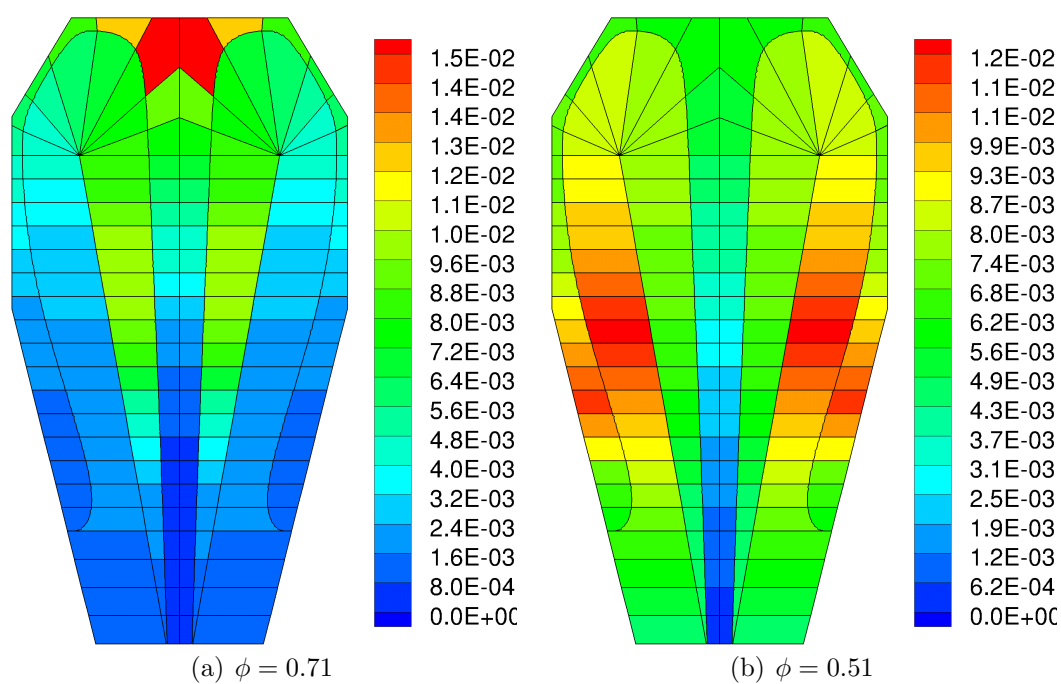 1.5E-02
1.4E-02
1.4E-02
1.3E-02
1.2E-02
1.1E-02
1.0E-02
9.6E-03
8.8E-03
8.0E-03
7.2E-03
6.4E-03
5.6E-03
4.8E-03
4.0E-03
3.2E-03
2.4E-03
1.6E-03
8.0E-04
0.0E+00
(a) ϕ = 0.71
1.2E-02
1.1E-02
1.1E-02
9.9E-03
9.3E-03
8.7E-03
8.0E-03
7.4E-03
6.8E-03
6.2E-03
5.6E-03
4.9E-03
4.3E-03
3.7E-03
3.1E-03
2.5E-03
1.9E-03
1.2E-03
6.2E-04
0.0E+00
(b) ϕ = 0.51